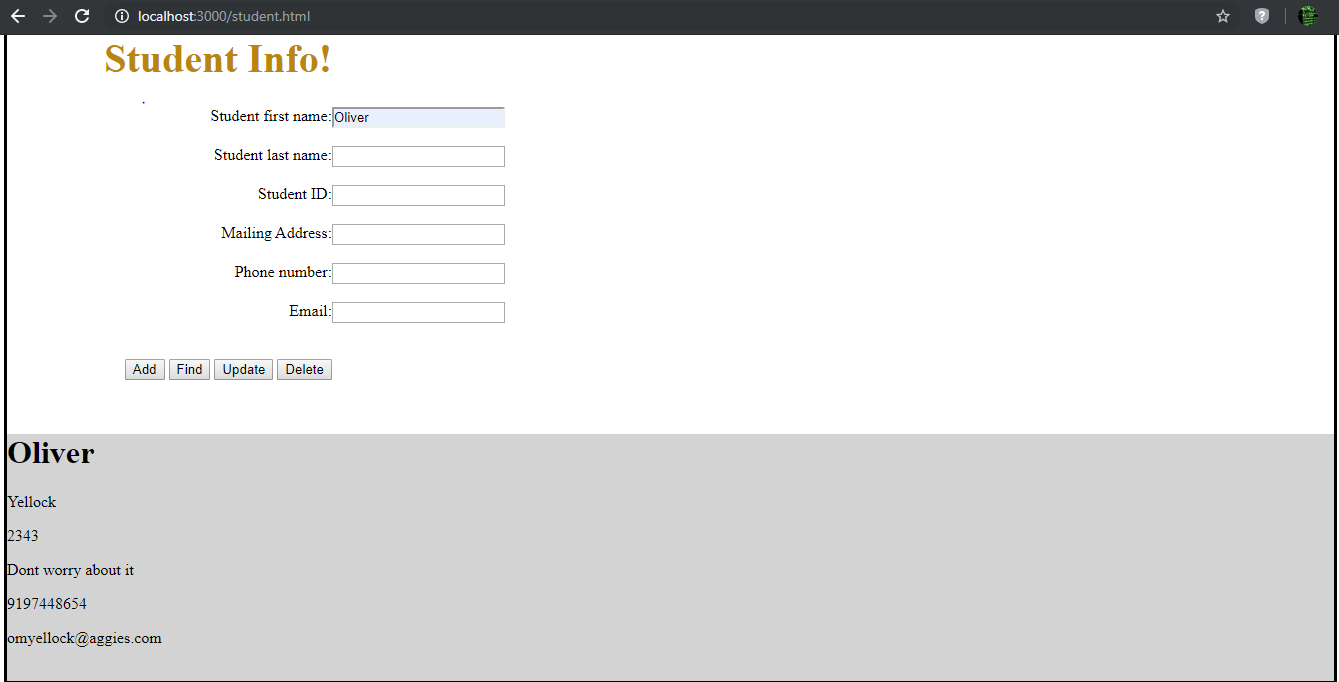 localhost:3000/student.html
Student Info!
Student first name: Oliver
Student last name:
Student ID:
Mailing Address:
Phone number:
Email:
Add Find Update Delete
Oliver
Yellock
2343
Dont worry about it
9197448654
omyellock@aggies.com